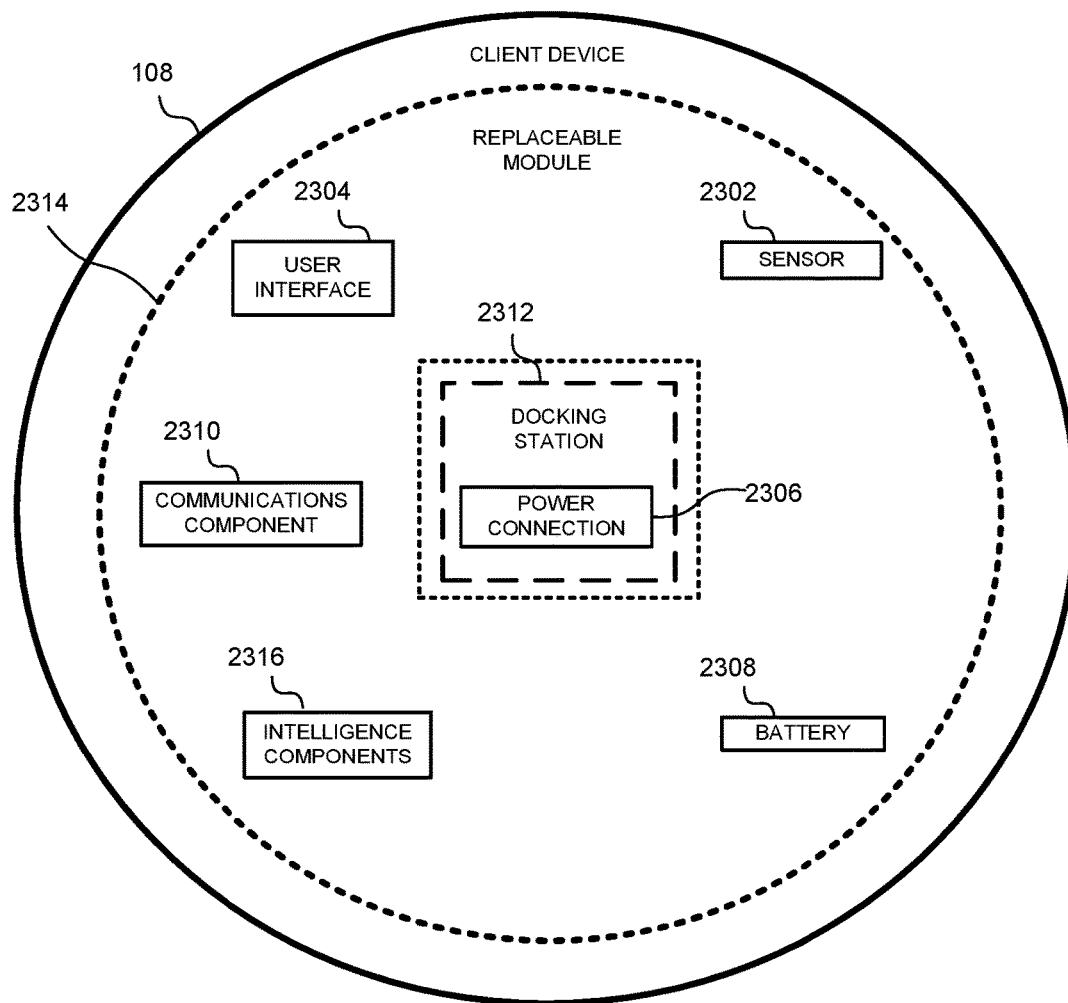 CLIENT DEVICE
108
REPLACEABLE
MODULE
2314
2304
2302
USER
INTERFACE
SENSOR
2312
DOCKING
STATION
2310
COMMUNICATIONS
COMPONENT
POWER
CONNECTION
2306
2316
2308
INTELLIGENCE
COMPONENTS
BATTERY